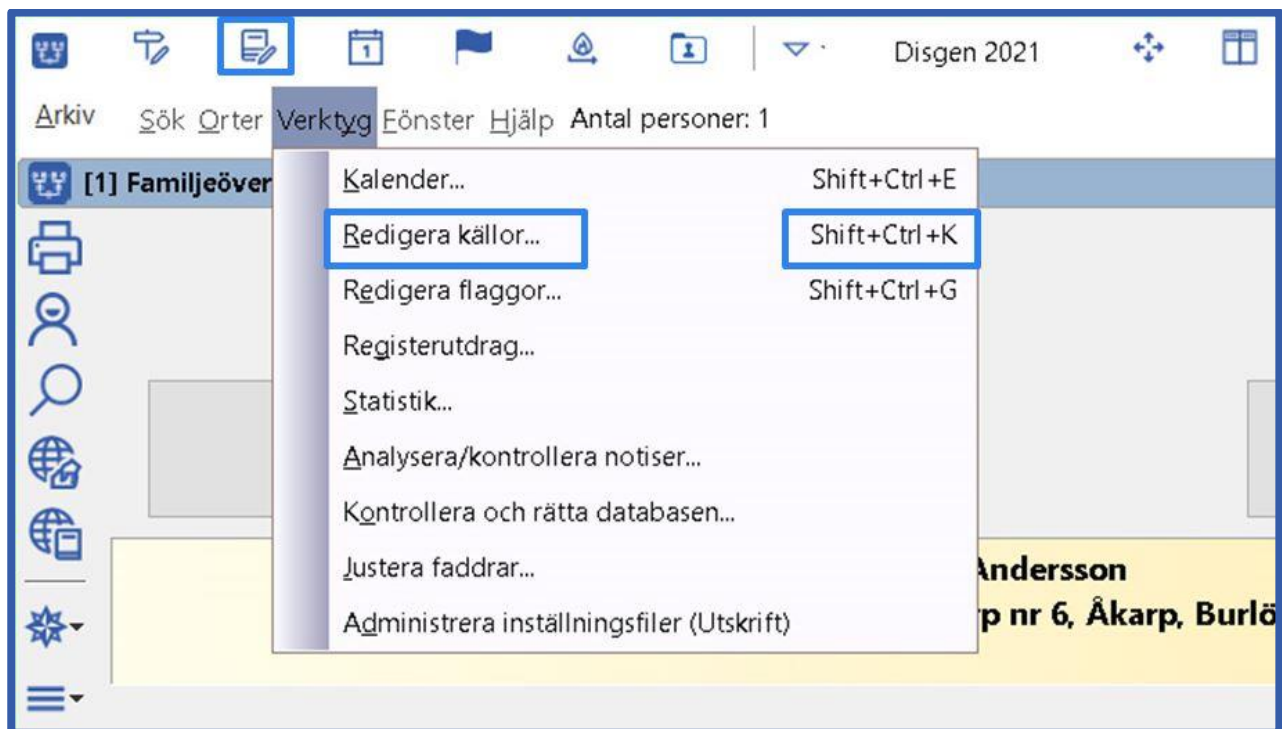 1 Disgen 2021
Arkiv Sök Orter Verktyg Fönster Hjälp Antal personer: 1
[1] Familjeöver
Kalender... Shift+Ctrl+E
Redigera källor... Shift+Ctrl+K
Redigera flaggor... Shift+Ctrl+G
Registerutdrag...
Statistik...
Analysera/kontrollera notiser...
Kontrollera och rätta databasen...
Justera faddrar...
Administrera inställningsfiler (Utskrift)
Andersson
rp nr 6, Åkarp, Burlö